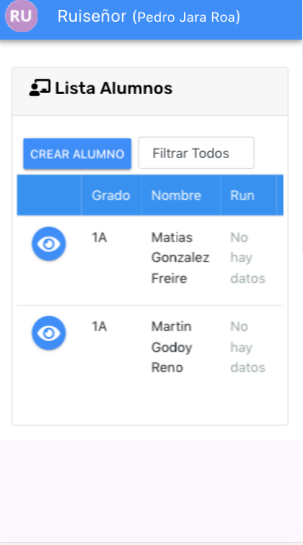 RU Ruiseñor (Pedro Jara Roa)
Lista Alumnos
CREAR ALUMNO Filtrar Todos
Grado Nombre Run
1A Matias No
Gonzalez hay
Freire datos
1A Martin No
Godoy hay
Reno datos